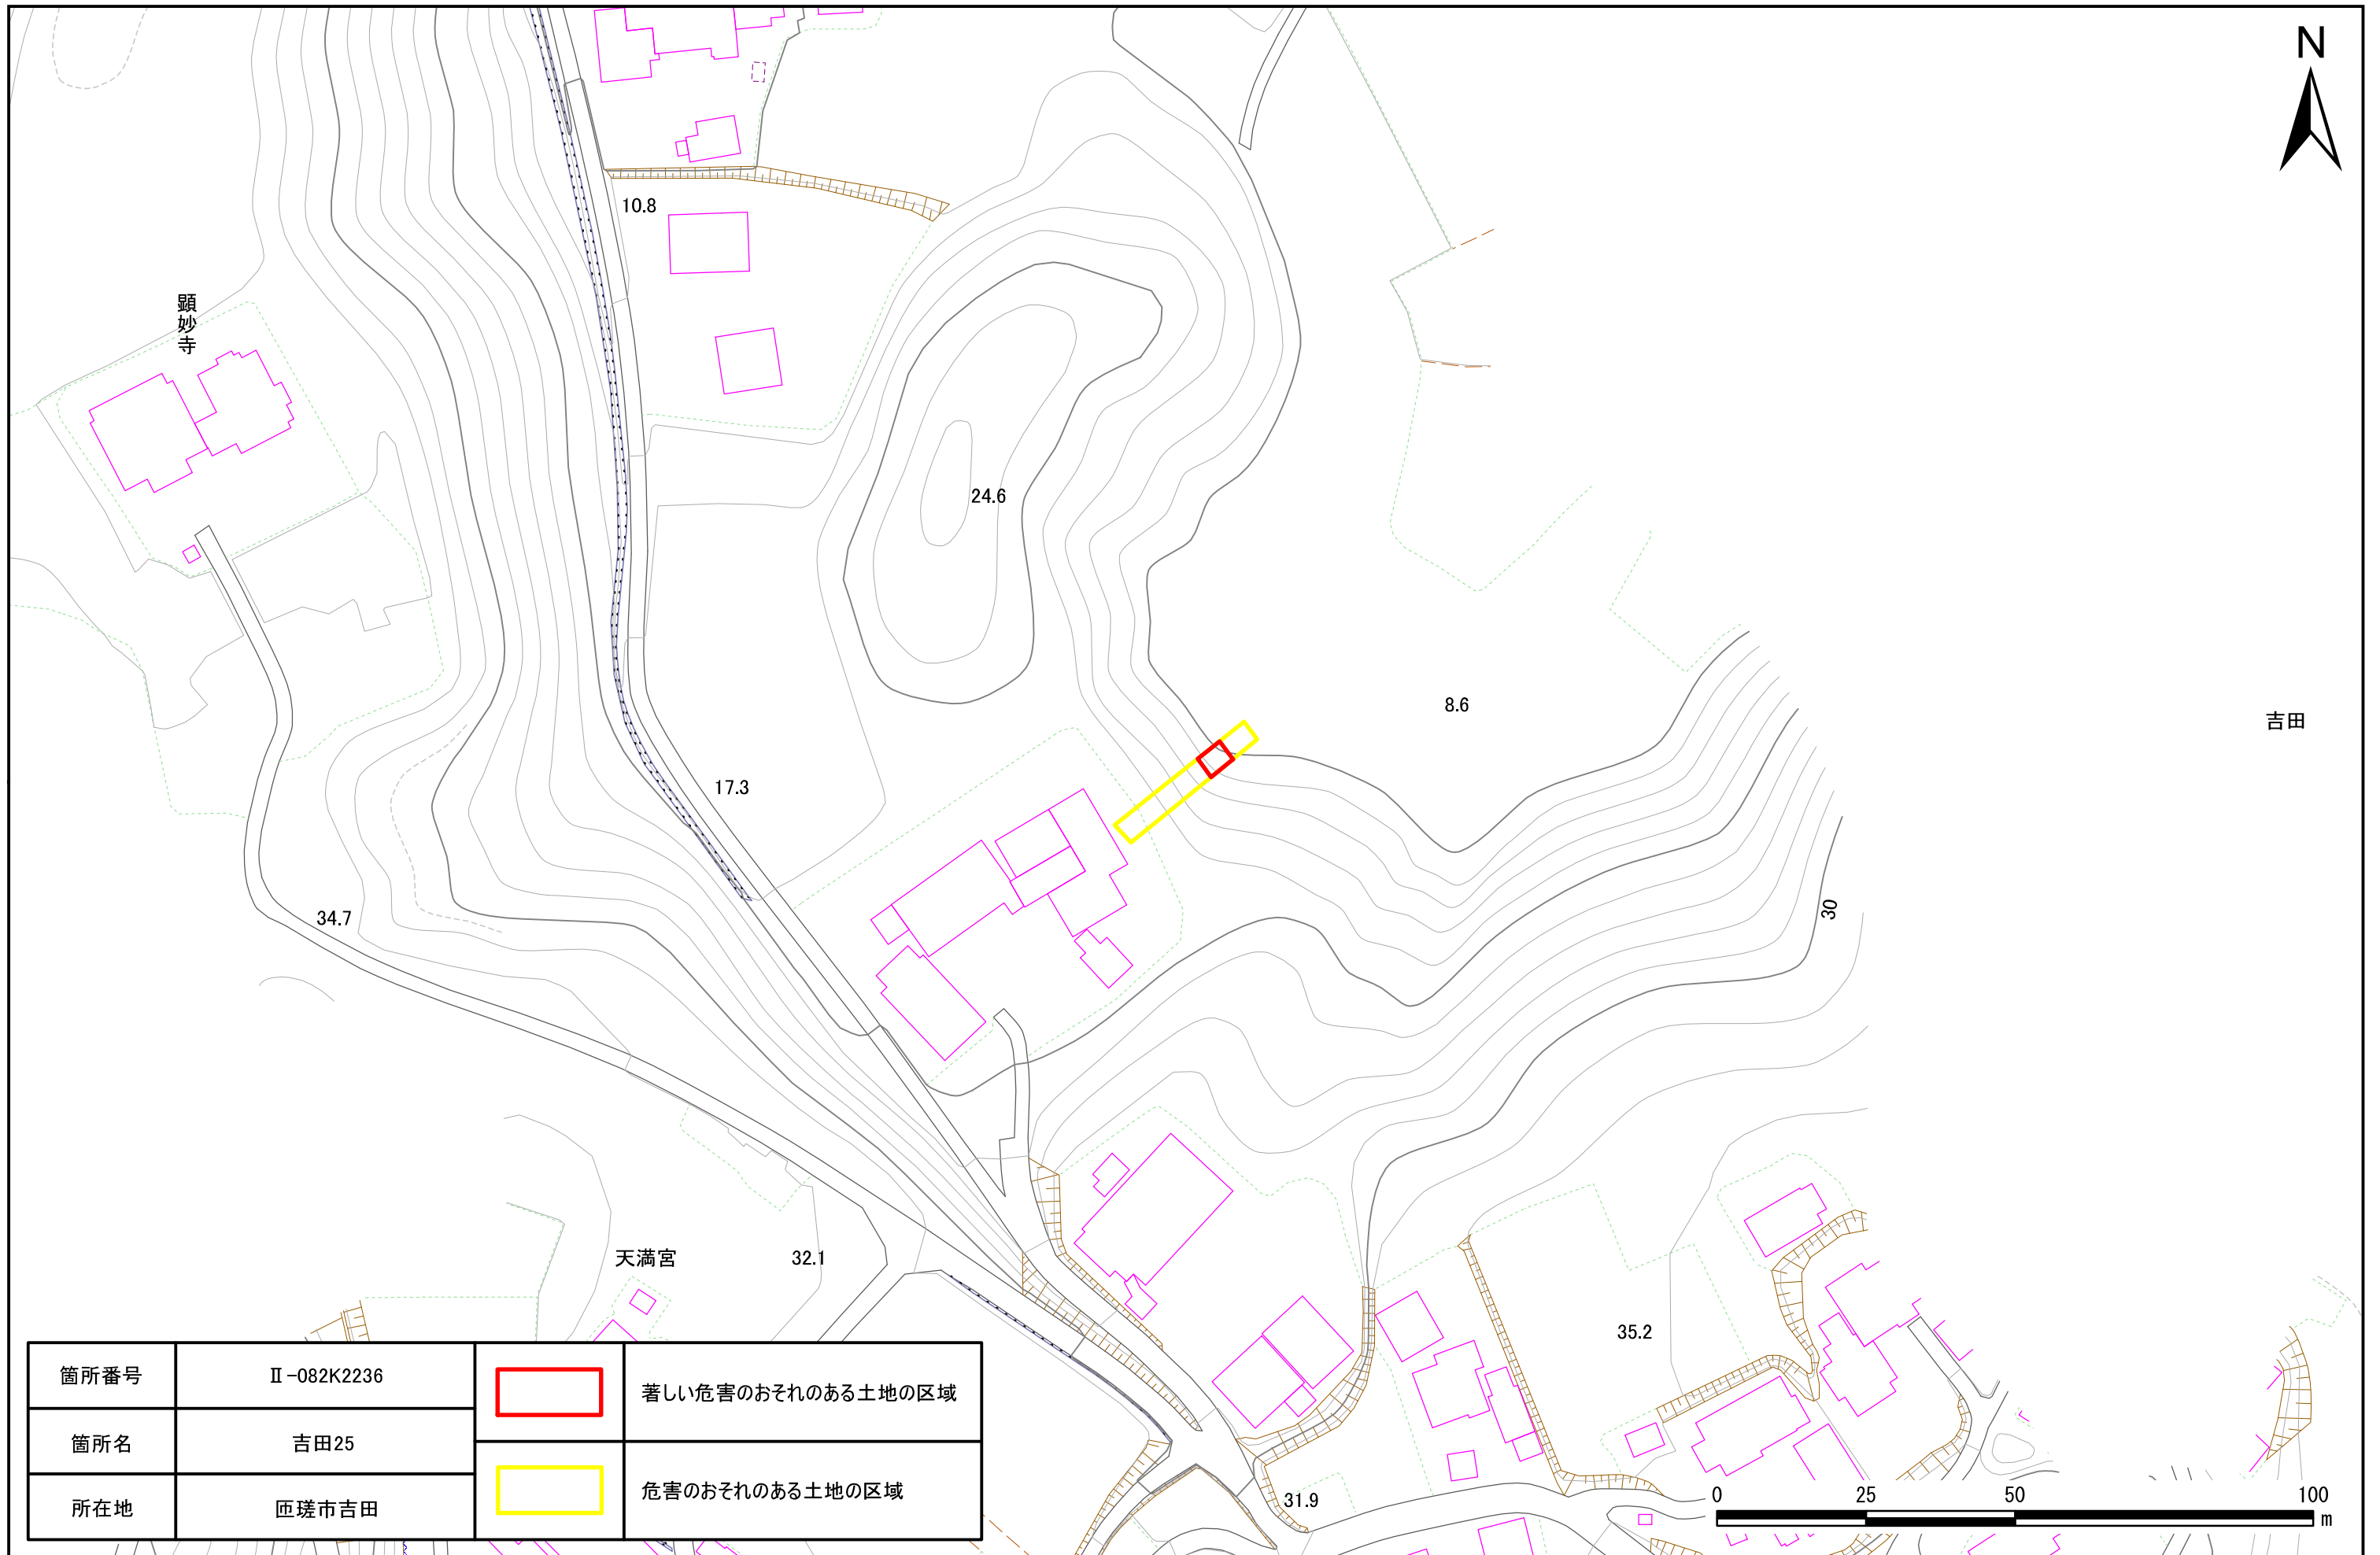 N
10.8
顕妙寺
24.6
8.6
吉田
17.3
34.7
30
天満宮
32.1
35.2
31.9
箇所番号
Ⅱ-082K2236
著しい危害のおそれのある土地の区域
箇所名
吉田25
危害のおそれのある土地の区域
所在地
匝瑳市吉田
0 25 50 100
m